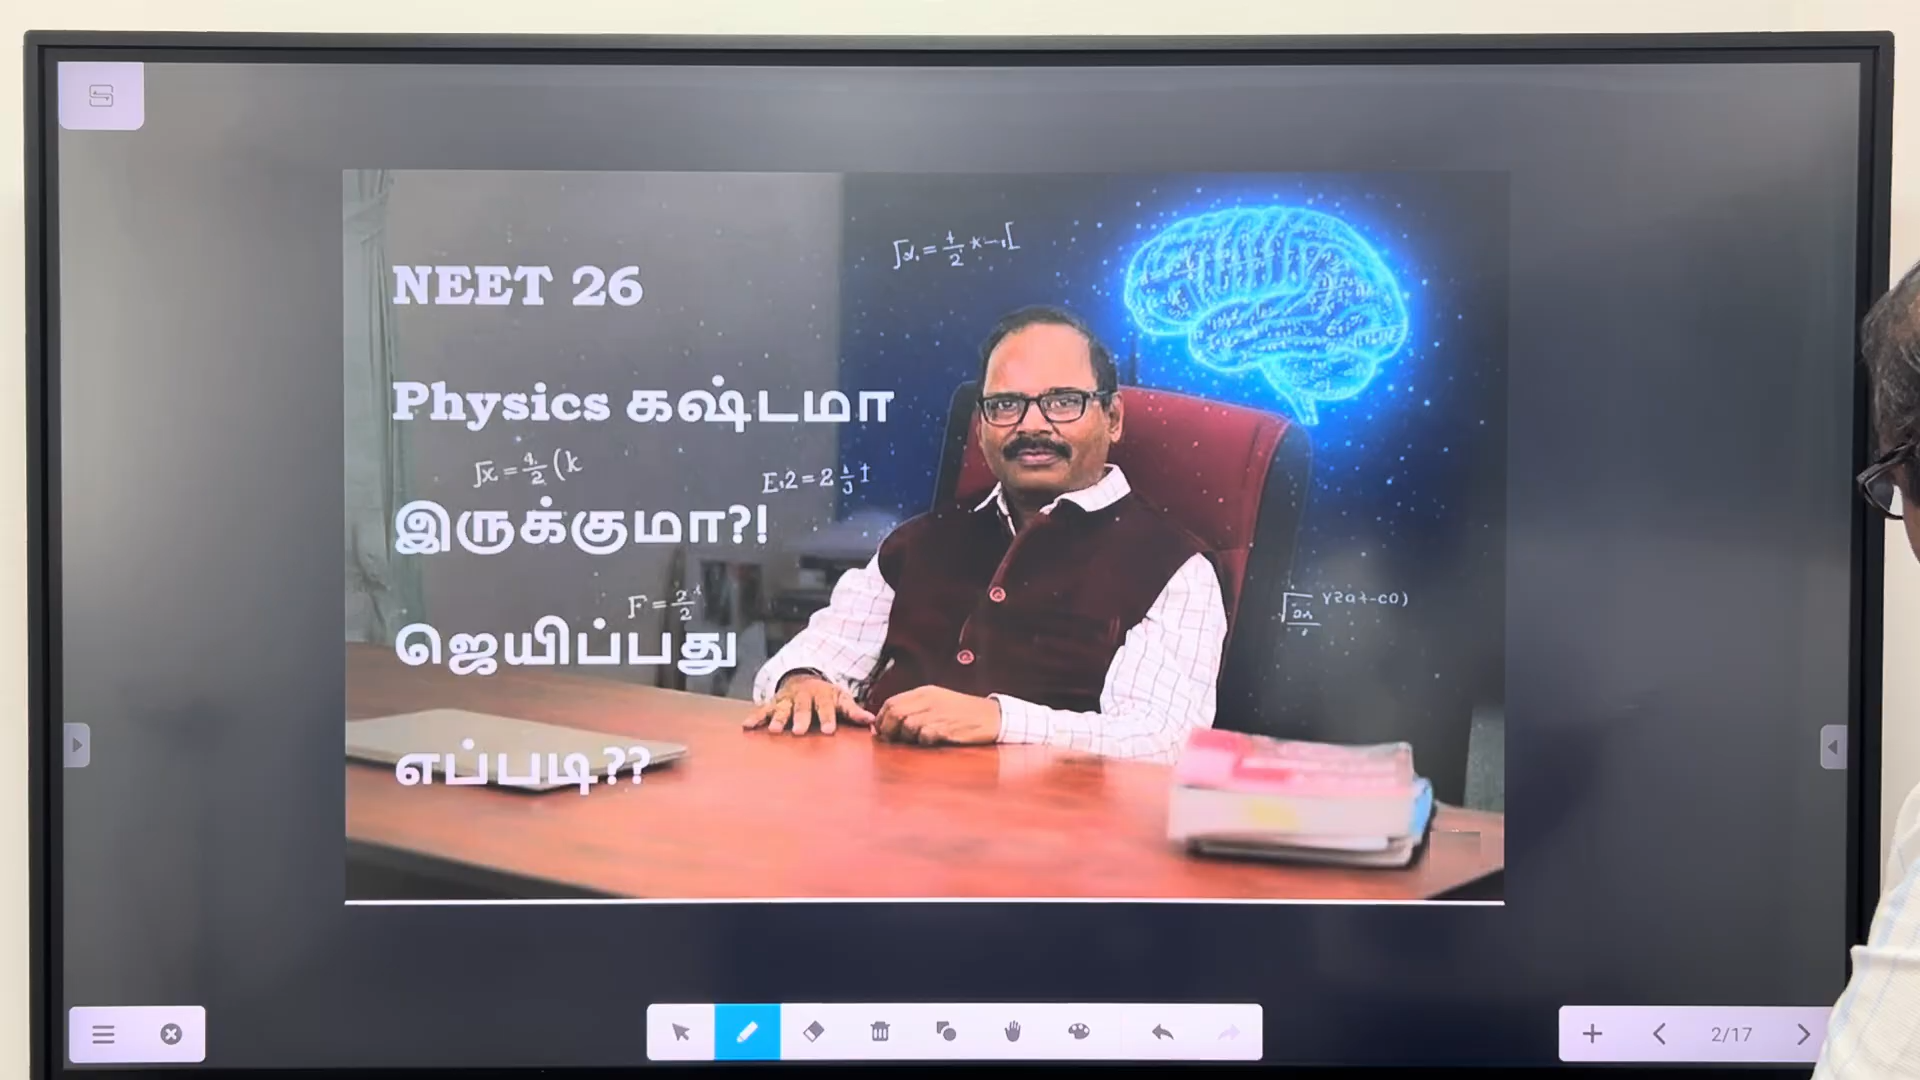 NEET 26
Physics கஷ்டமா
இருக்குமா?!
ஜெயிப்பது
எப்படி??
2/17